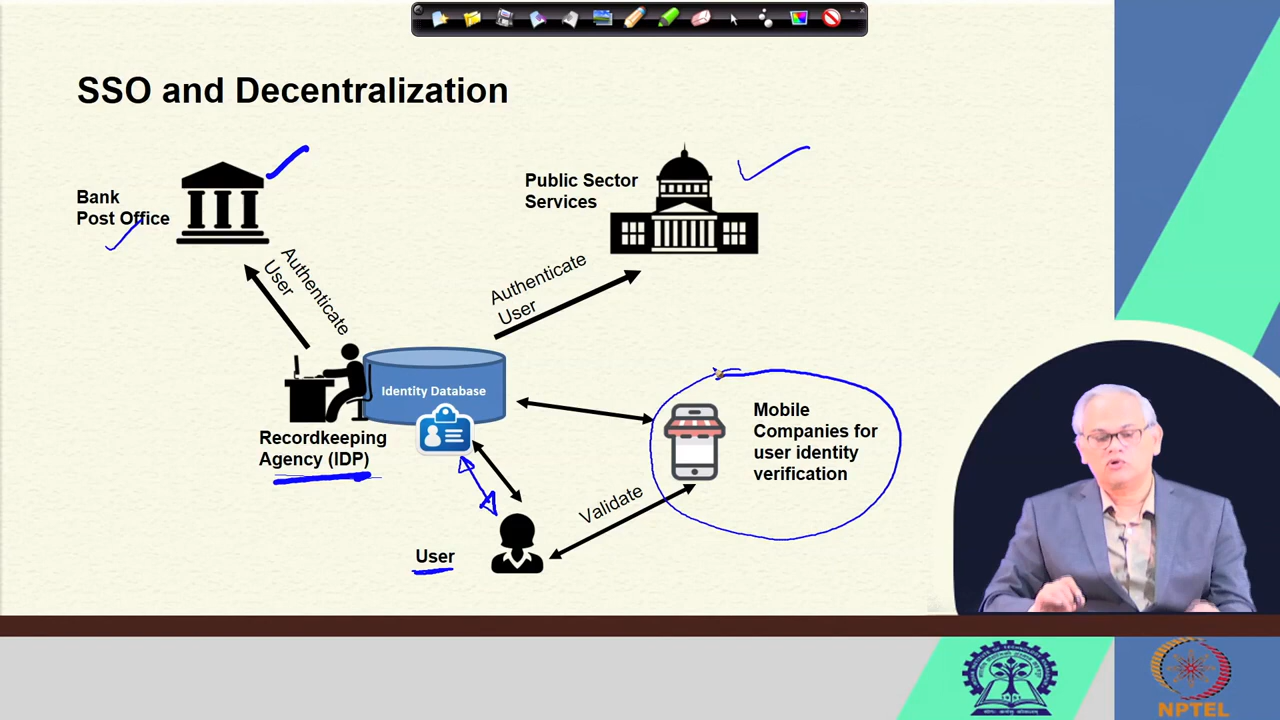 SSO and Decentralization
Bank
Post Office
Public Sector
Services
Authenticate
User
Authenticate
User
Identity Database
Recordkeeping
Agency (IDP)
Mobile
Companies for
user identity
verification
Validate
User
NPTEL